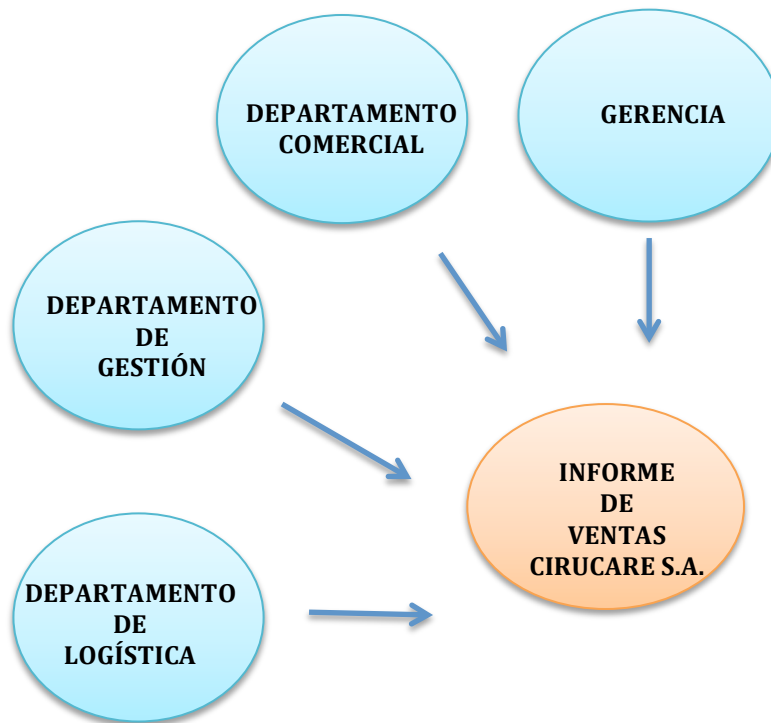 DEPARTAMENTO
COMERCIAL
GERENCIA
DEPARTAMENTO
DE
GESTIÓN
INFORME
DE
VENTAS
CIRUCARE S.A.
DEPARTAMENTO
DE
LOGÍSTICA